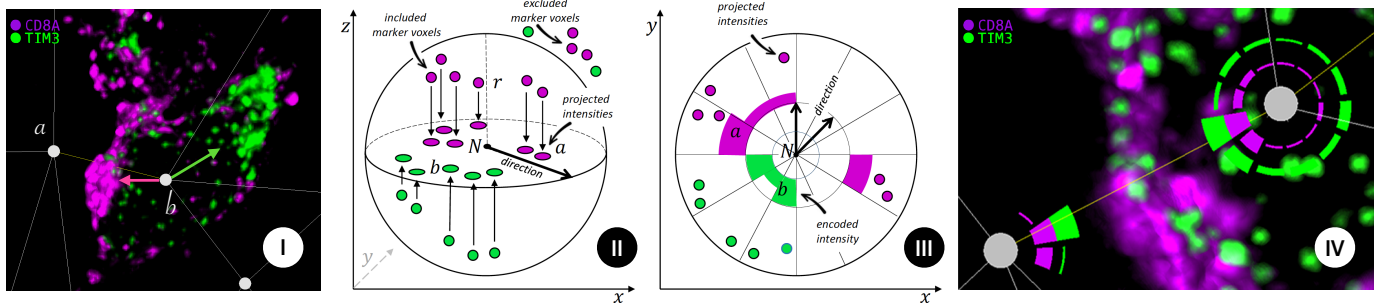 CD8A
TIM3
a
b
I
z
included
marker voxels
excluded
marker voxels
r
projected
intensities
N
a
b
direction
y
x
II
y
projected
intensities
direction
a
N
b
encoded
intensity
x
III
CD8A
TIM3
IV